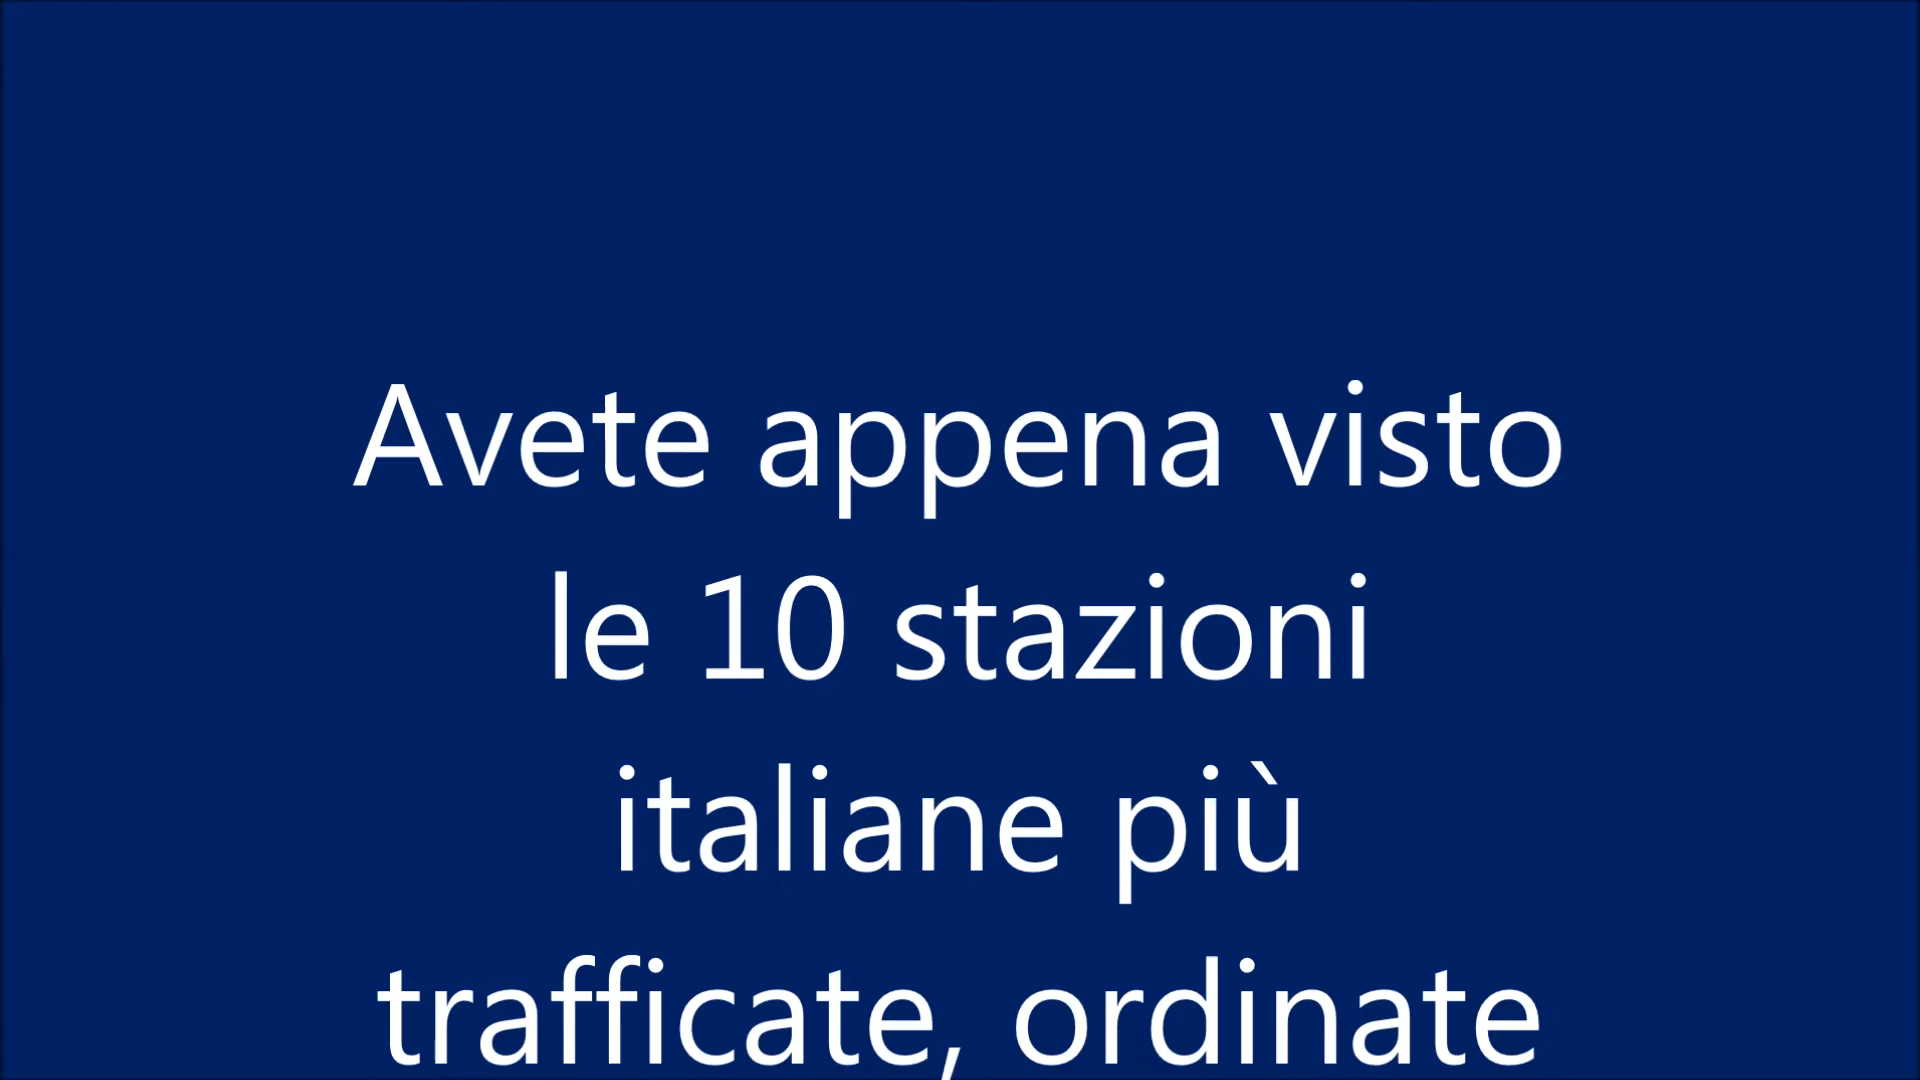 Avete appena visto
le 10 stazioni
italiane più
trafficate, ordinate